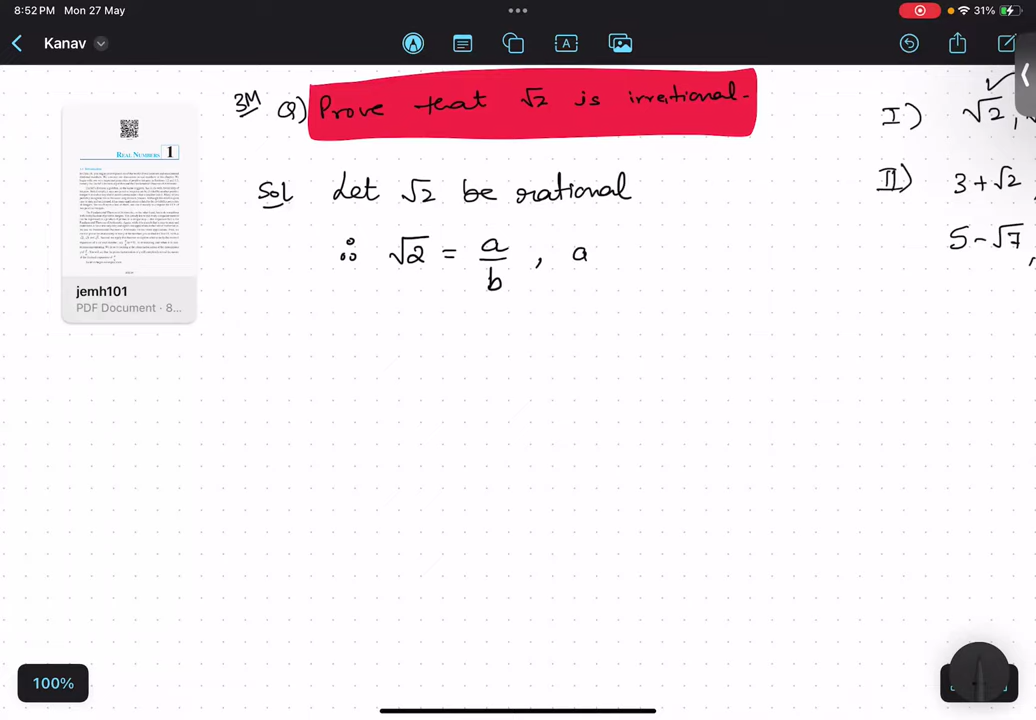 8:52 PM Mon 27 May
31%
Kanav
3M Q) Prove that √2 is irrational.
Sol Let √2 be rational
∴ √2 = a/b , a
I) √2,
II) 3 + √2
5 - √7,
REAL NUMBERS 1
jemh101
PDF Document · 8...
100%